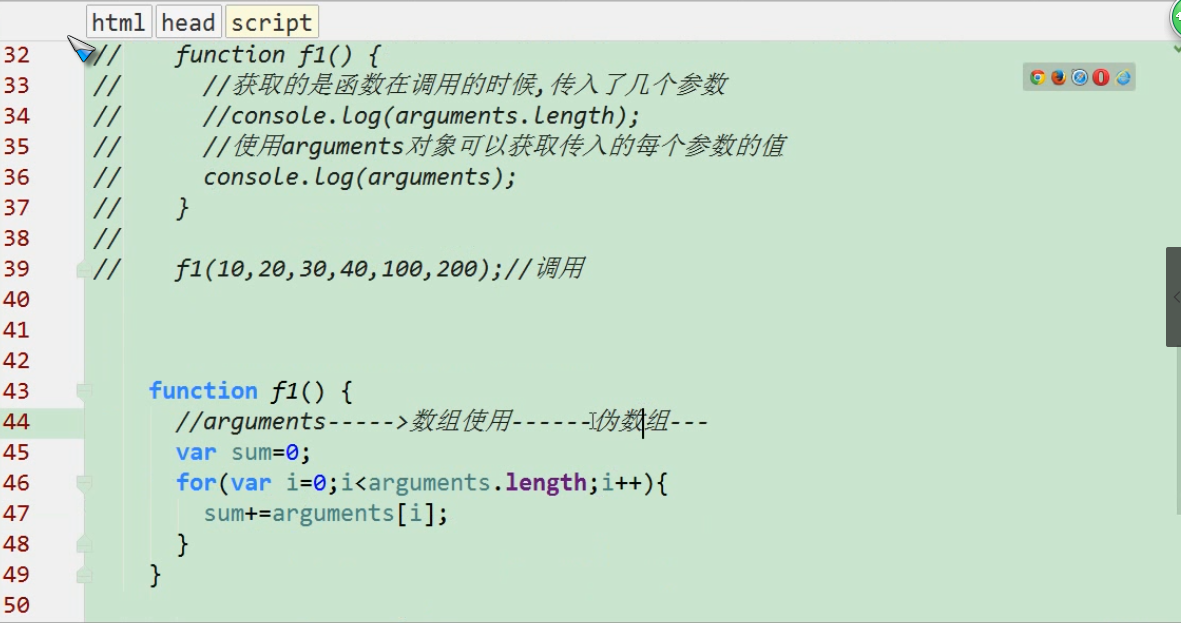 html head script
32 // function f1() {
33 // //获取的是函数在调用的时候,传入了几个参数
34 // //console.log(arguments.length);
35 // //使用arguments对象可以获取传入的每个参数的值
36 // console.log(arguments);
37 // }
38 //
39 // f1(10,20,30,40,100,200);//调用
40
41
42
43 function f1() {
44 //arguments----->数组使用------伪数组---
45 var sum=0;
46 for(var i=0;i<arguments.length;i++){
47 sum+=arguments[i];
48 }
49 }
50